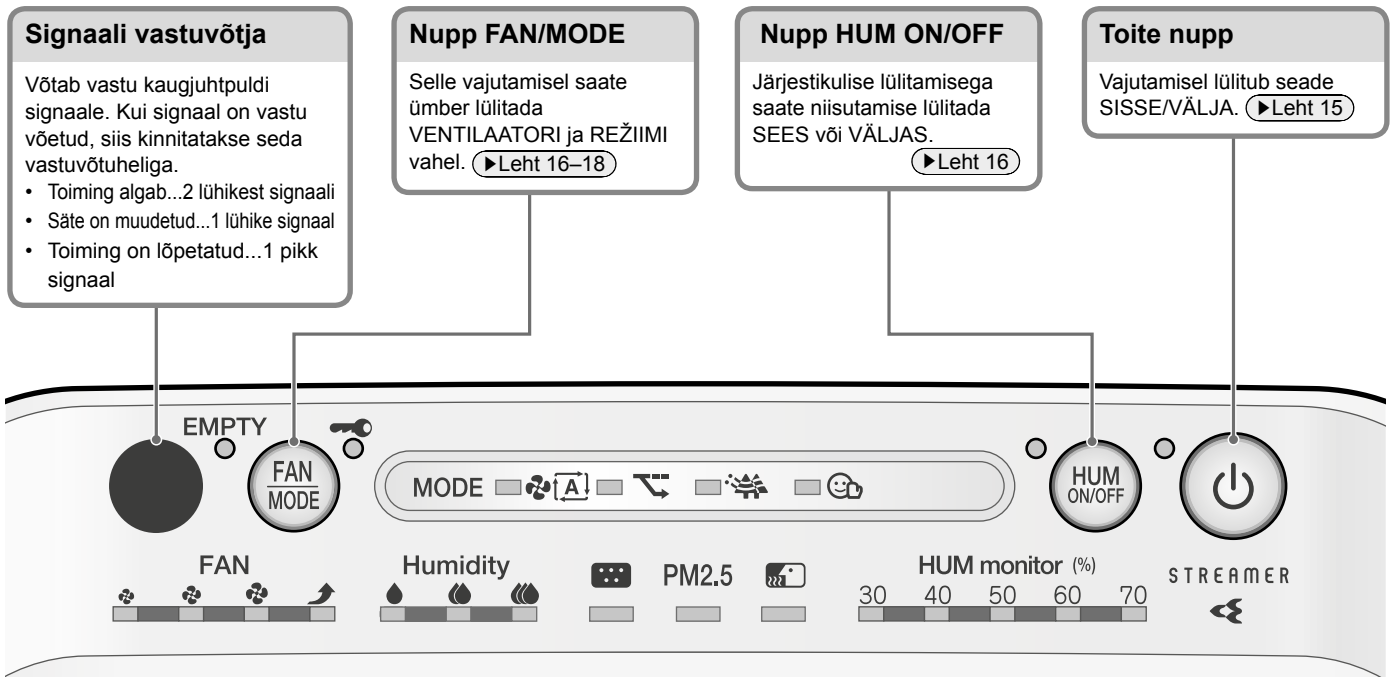 Signaali vastuvõtja
Võtab vastu kaugjuhtpuldi
signaale. Kui signaal on vastu
võetud, siis kinnitatakse seda
vastuvõtuheliga.
• Toiming algab...2 lühikest signaali
• Säte on muudetud...1 lühike signaal
• Toiming on lõpetatud...1 pikk
signaal
Nupp FAN/MODE
Selle vajutamisel saate
ümber lülitada
VENTILAATORI ja REŽIIMI
vahel. ▶Leht 16–18
Nupp HUM ON/OFF
Järjestikulise lülitamisega
saate niisutamise lülitada
SEES või VÄLJAS.
▶Leht 16
Toite nupp
Vajutamisel lülitub seade
SISSE/VÄLJA. ▶Leht 15
EMPTY
FAN
MODE
MODE A
HUM
ON/OFF
FAN
Humidity
PM2.5
HUM monitor (%)
30 40 50 60 70
STREAMER